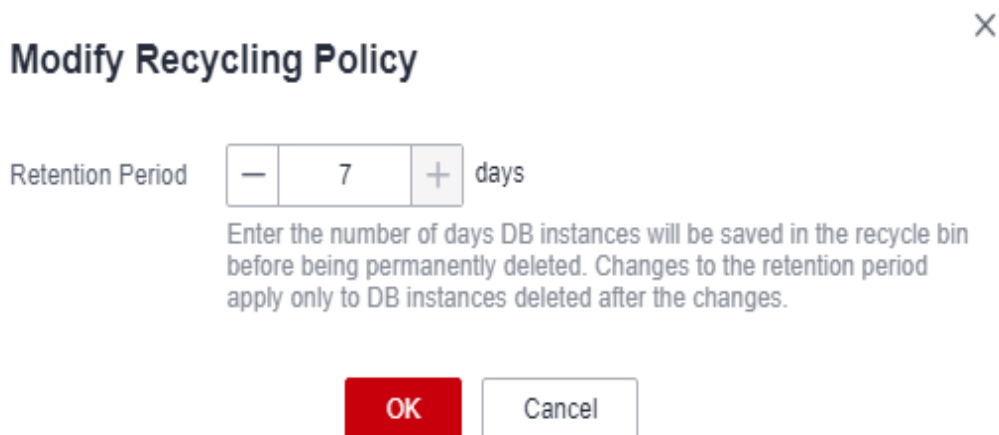 Modify Recycling Policy
Retention Period 7 days
Enter the number of days DB instances will be saved in the recycle bin
before being permanently deleted. Changes to the retention period
apply only to DB instances deleted after the changes.
OK Cancel